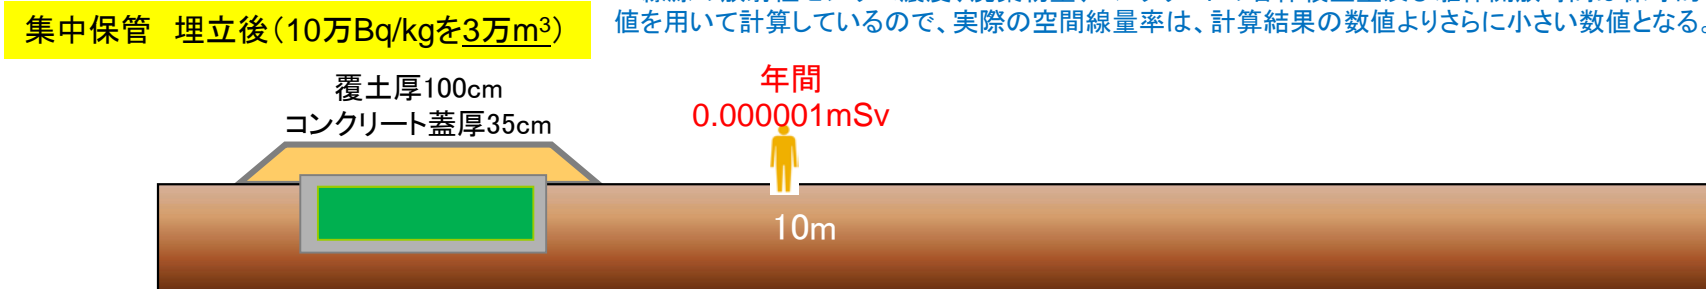 集中保管 埋立後(10万Bq/kgを3万m³)
値を用いて計算しているので、実際の空間線量率は、計算結果の数値よりさらに小さい数値となる。
覆土厚100cm
コンクリート蓋厚35cm
年間
0.000001mSv
10m